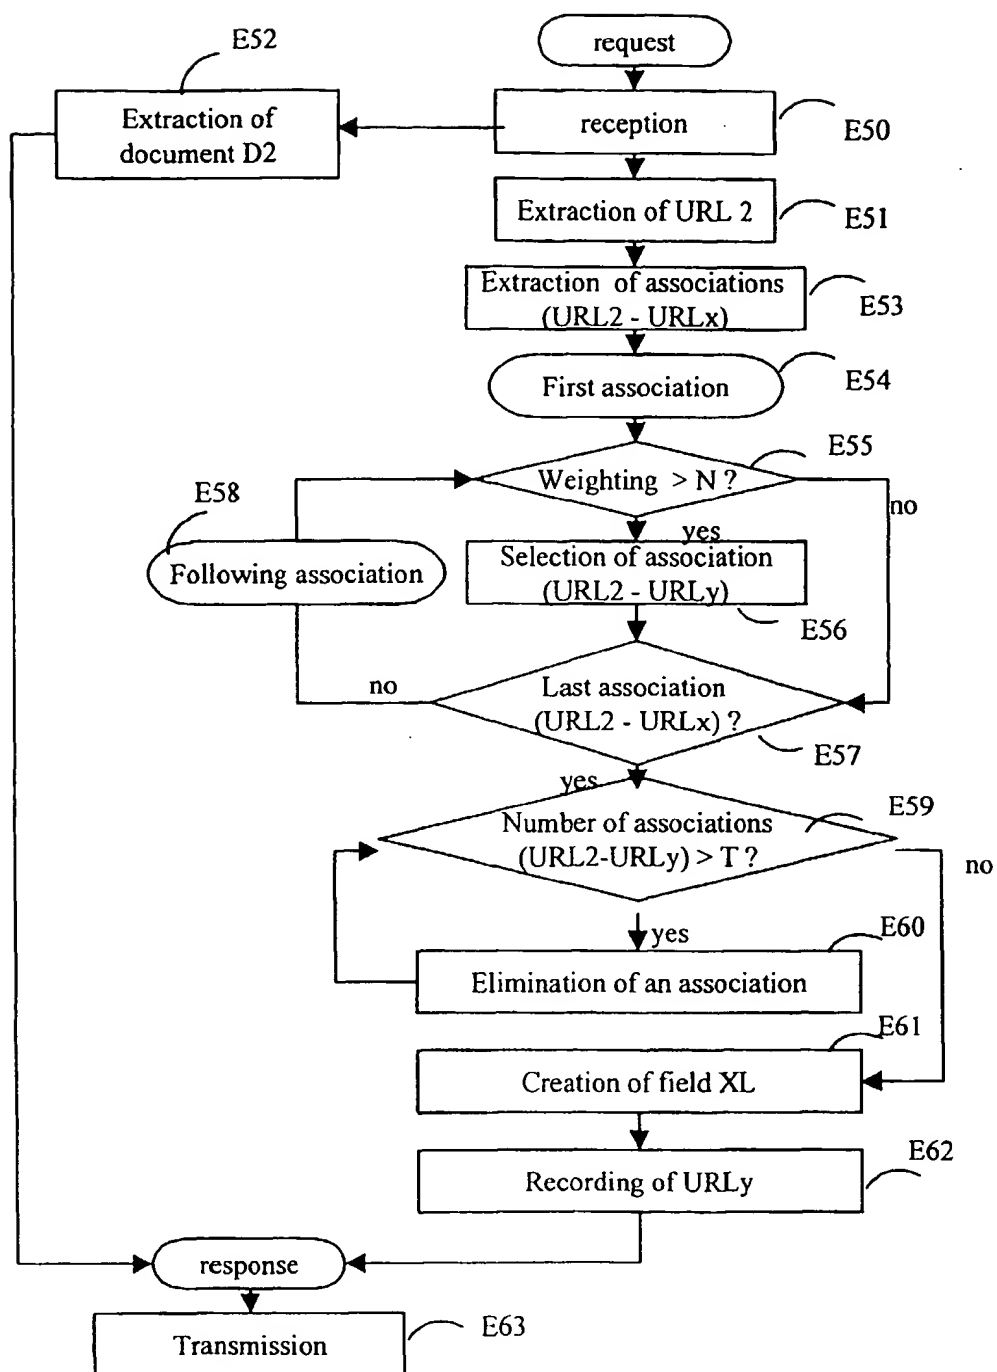 E52
request
Extraction of
document D2
reception
E50
Extraction of URL 2
E51
Extraction of associations
(URL2 - URLx)
E53
First association
E54
E55
Weighting > N ?
no
E58
yes
Following association
Selection of association
(URL2 - URLy)
E56
no
Last association
(URL2 - URLx) ?
E57
yes
E59
Number of associations
(URL2-URLy) > T ?
no
yes
E60
Elimination of an association
E61
Creation of field XL
E62
Recording of URLy
response
E63
Transmission